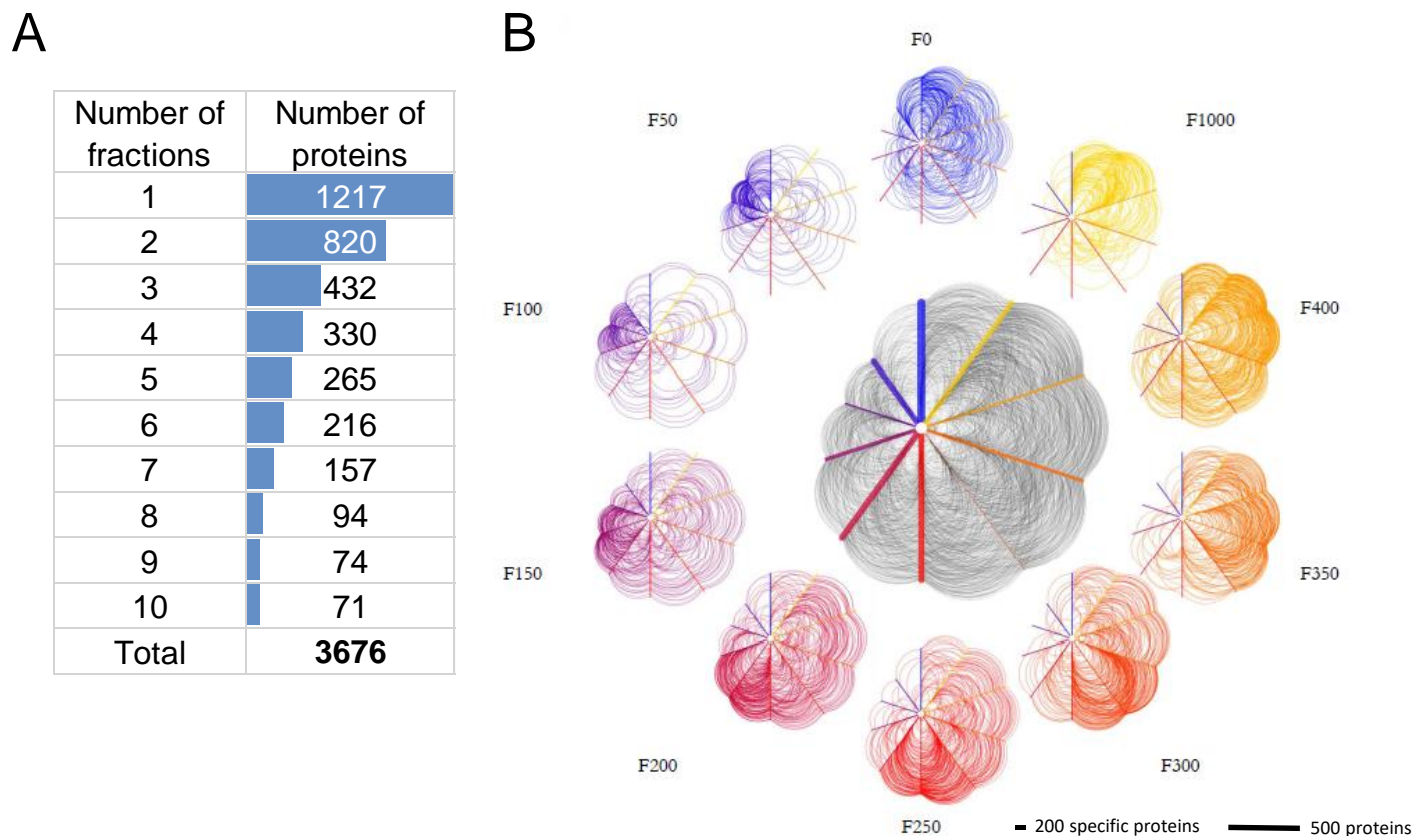 A
Number of fractions Number of proteins
1 1217
2 820
3 432
4 330
5 265
6 216
7 157
8 94
9 74
10 71
Total 3676
B
F0
F50
F1000
F100
F400
F150
F350
F200
F300
F250
200 specific proteins 500 proteins